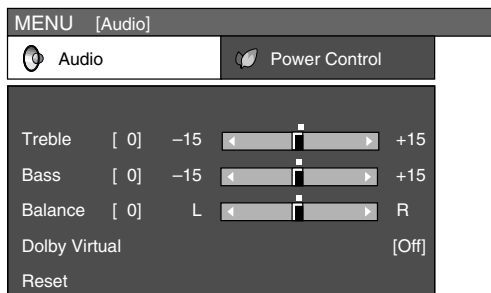 MENU [Audio]
Audio Power Control
Treble [ 0] –15 +15
Bass [ 0] –15 +15
Balance [ 0] L R
Dolby Virtual [Off]
Reset